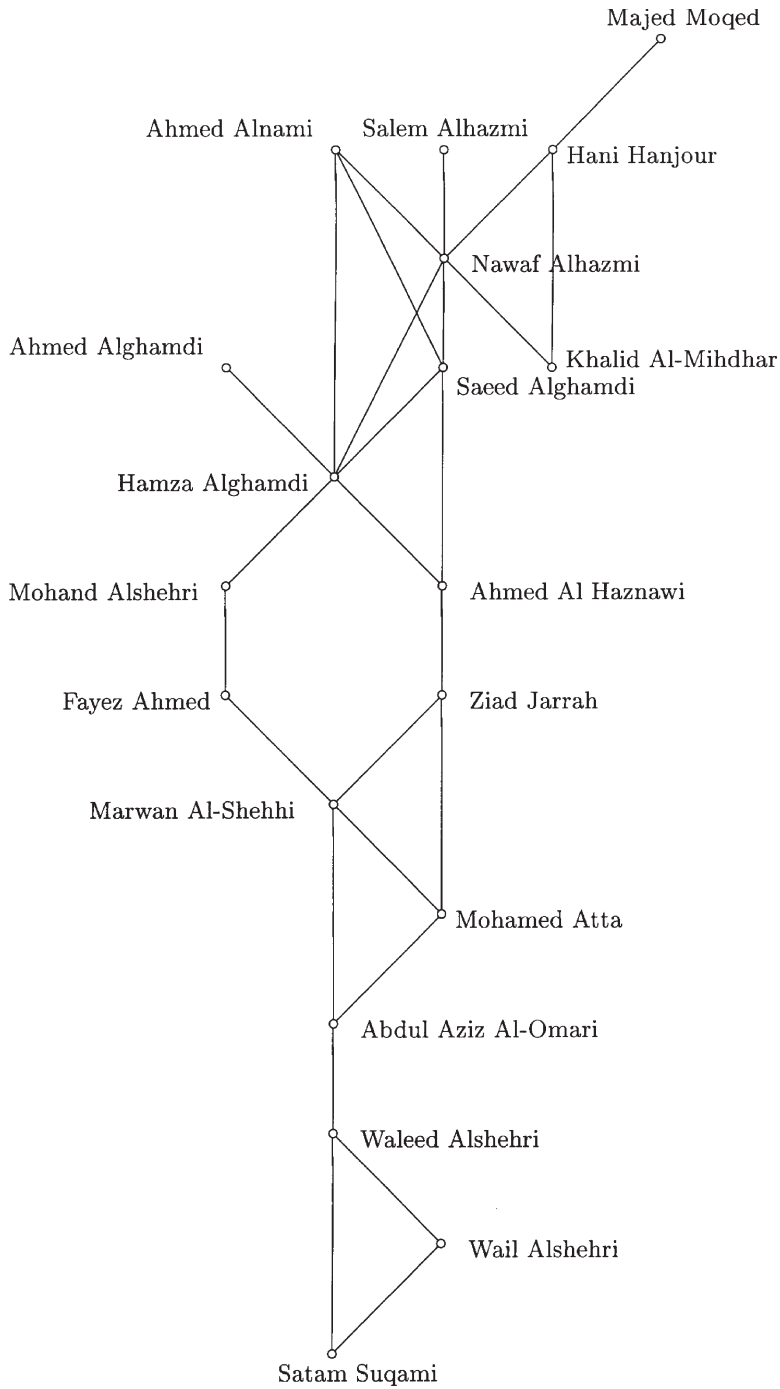 Majed Moqed
Ahmed Alnami
Salem Alhazmi
Hani Hanjour
Nawaf Alhazmi
Ahmed Alghamdi
Khalid Al-Mihdhar
Saeed Alghamdi
Hamza Alghamdi
Mohand Alshehri
Ahmed Al Haznawi
Fayez Ahmed
Ziad Jarrah
Marwan Al-Shehhi
Mohamed Atta
Abdul Aziz Al-Omari
Waleed Alshehri
Wail Alshehri
Satam Suqami